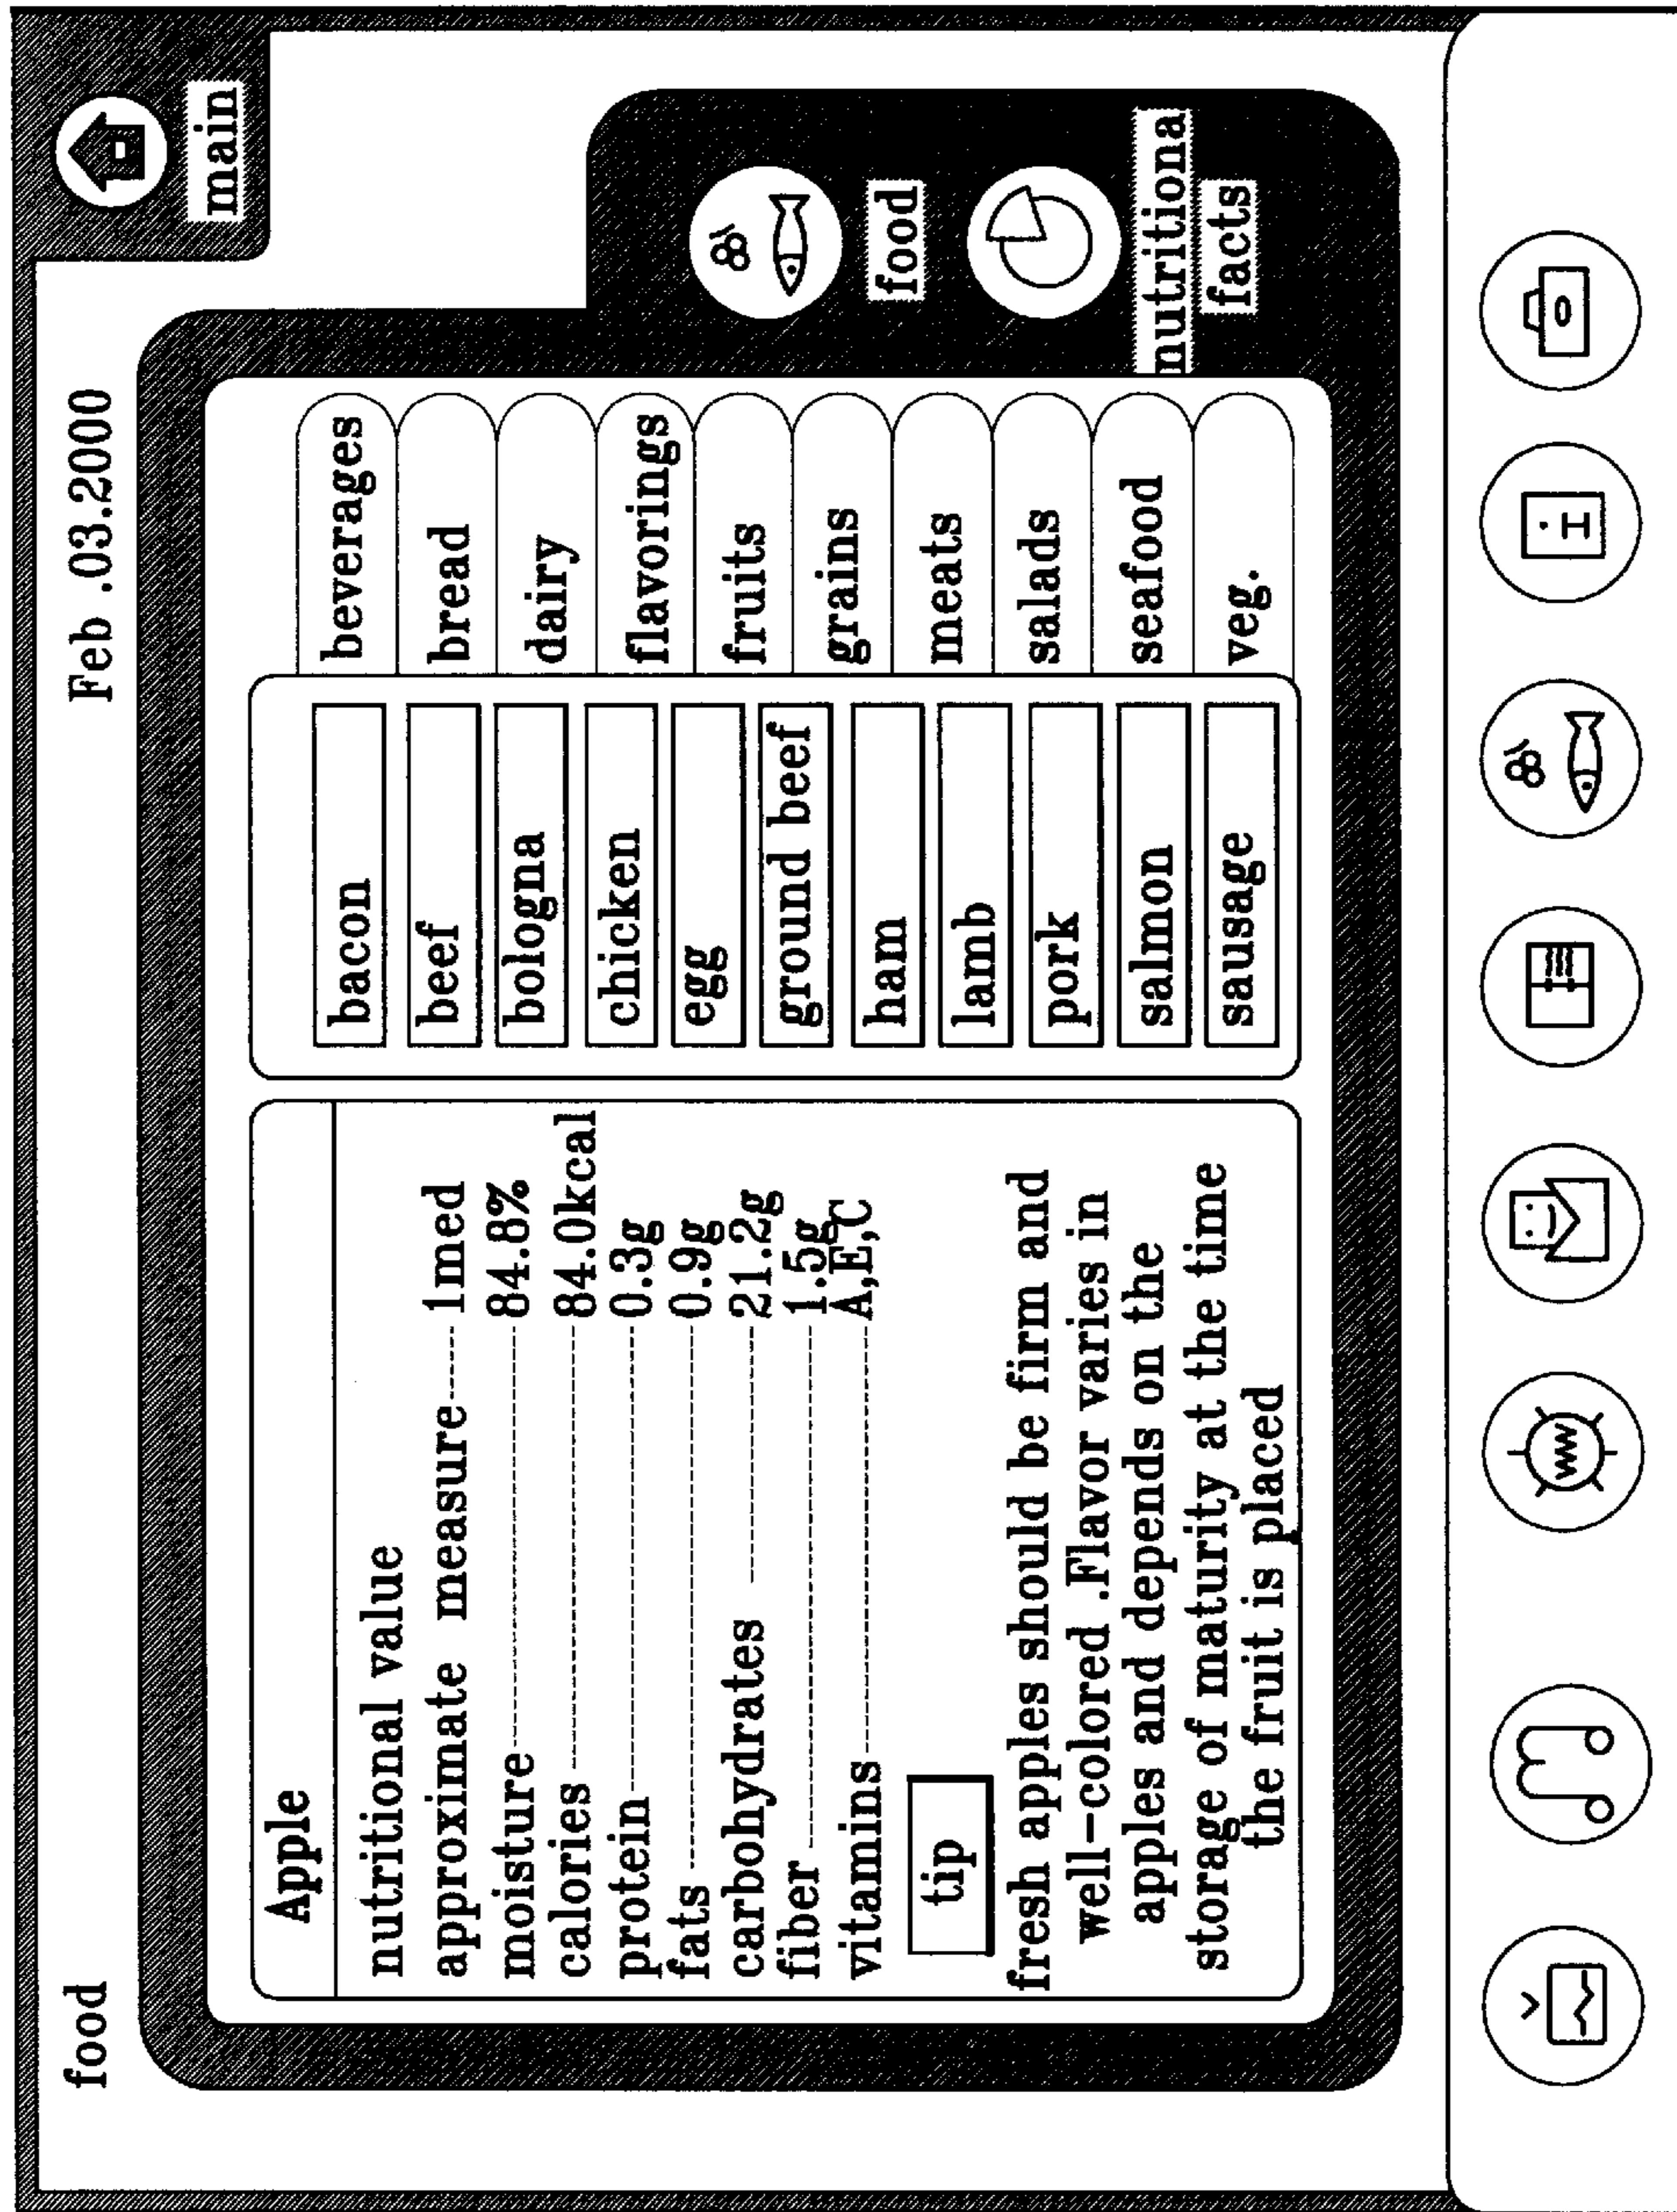 food
Feb .03.2000
main
Apple
nutritional value
approximate measure 1med
moisture 84.8%
calories 84.0kcal
protein 0.3g
fats 0.9g
carbohydrates 21.2g
fiber 1.5g
vitamins A,E,C
tip
fresh apples should be firm and
well-colored .Flavor varies in
apples and depends on the
storage of maturity at the time
the fruit is placed
bacon
beef
bologna
chicken
egg
ground beef
ham
lamb
pork
salmon
sausage
beverages
bread
dairy
flavorings
fruits
grains
meats
salads
seafood
veg.
food
nutritiona
facts